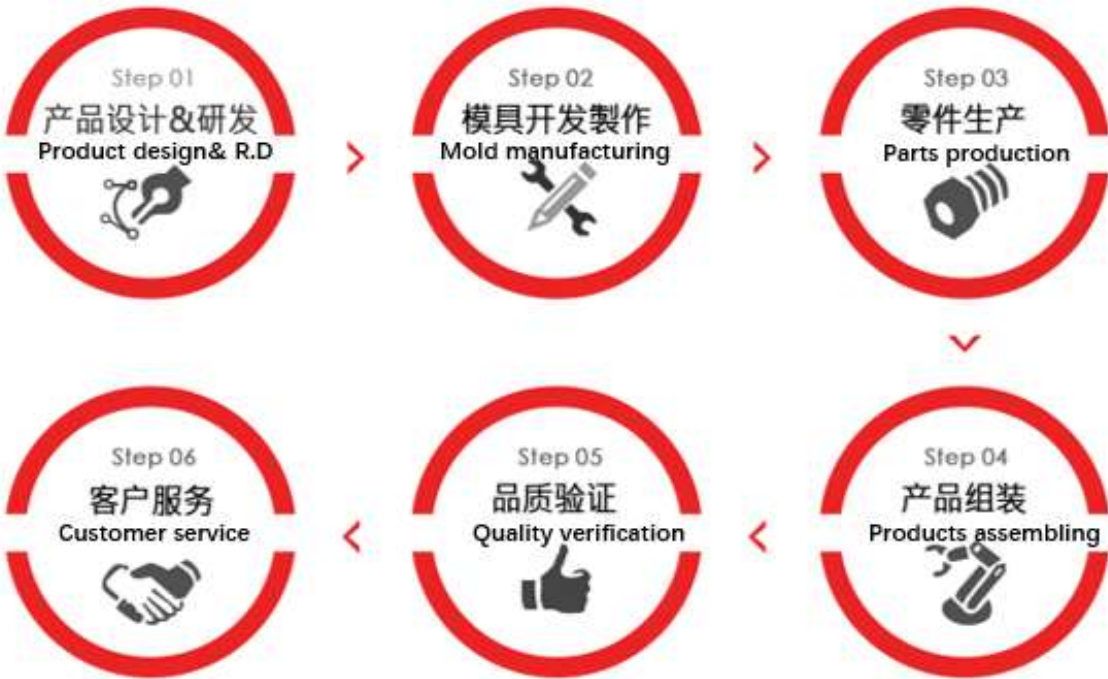 Step 01
产品设计&研发
Product design& R.D
Step 02
模具开发製作
Mold manufacturing
Step 03
零件生产
Parts production
Step 04
产品组装
Products assembling
Step 05
品质验证
Quality verification
Step 06
客户服务
Customer service